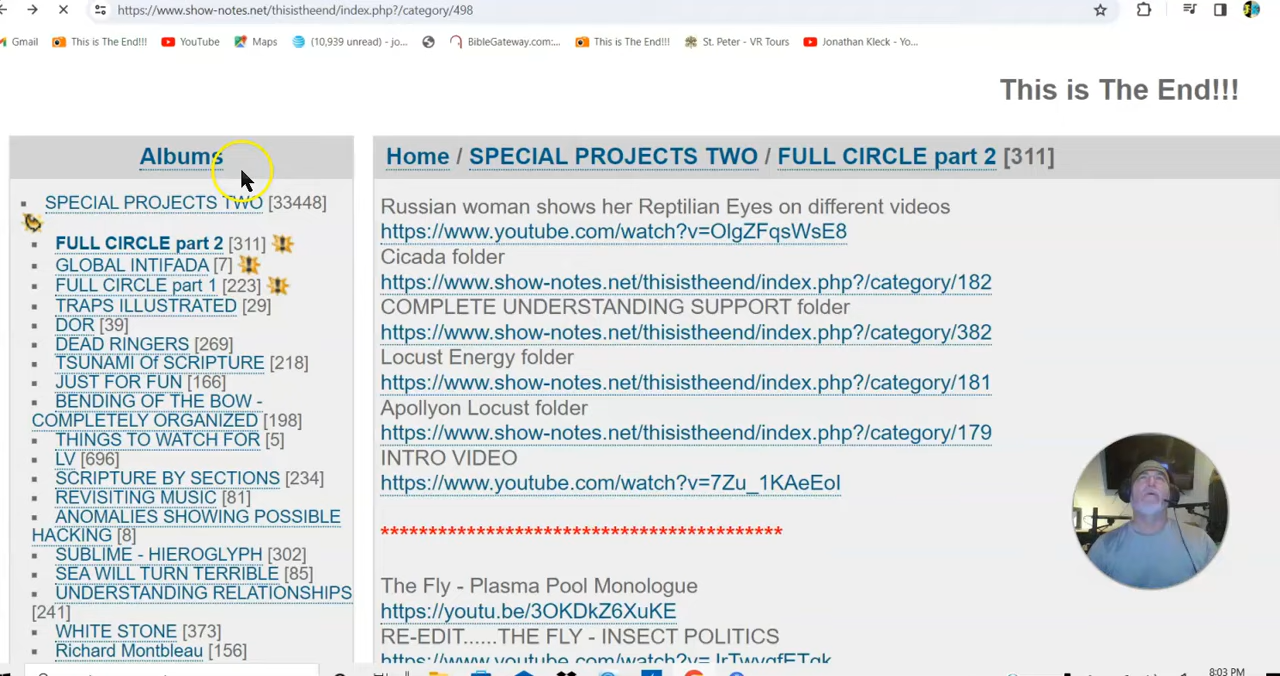 https://www.show-notes.net/thisistheend/index.php?/category/498
Gmail
This is The End!!!
YouTube
Maps
(10,939 unread) - jo...
BibleGateway.com:...
This is The End!!!
St. Peter - VR Tours
Jonathan Kleck - Yo...
This is The End!!!
Albums
SPECIAL PROJECTS TWO [33448]
FULL CIRCLE part 2 [311]
GLOBAL INTIFADA [7]
FULL CIRCLE part 1 [223]
TRAPS ILLUSTRATED [29]
DOR [39]
DEAD RINGERS [269]
TSUNAMI Of SCRIPTURE [218]
JUST FOR FUN [166]
BENDING OF THE BOW -
COMPLETELY ORGANIZED [198]
THINGS TO WATCH FOR [5]
LV [696]
SCRIPTURE BY SECTIONS [234]
REVISITING MUSIC [81]
ANOMALIES SHOWING POSSIBLE
HACKING [8]
SUBLIME - HIEROGLYPH [302]
SEA WILL TURN TERRIBLE [85]
UNDERSTANDING RELATIONSHIPS
[241]
WHITE STONE [373]
Richard Montbleau [156]
Home / SPECIAL PROJECTS TWO / FULL CIRCLE part 2 [311]
Russian woman shows her Reptilian Eyes on different videos
https://www.youtube.com/watch?v=OlgZFqsWsE8
Cicada folder
https://www.show-notes.net/thisistheend/index.php?/category/182
COMPLETE UNDERSTANDING SUPPORT folder
https://www.show-notes.net/thisistheend/index.php?/category/382
Locust Energy folder
https://www.show-notes.net/thisistheend/index.php?/category/181
Apollyon Locust folder
https://www.show-notes.net/thisistheend/index.php?/category/179
INTRO VIDEO
https://www.youtube.com/watch?v=7Zu_1KAeEoI
******************************************
The Fly - Plasma Pool Monologue
https://youtu.be/3OKDkZ6XuKE
RE-EDIT......THE FLY - INSECT POLITICS
8:03 PM